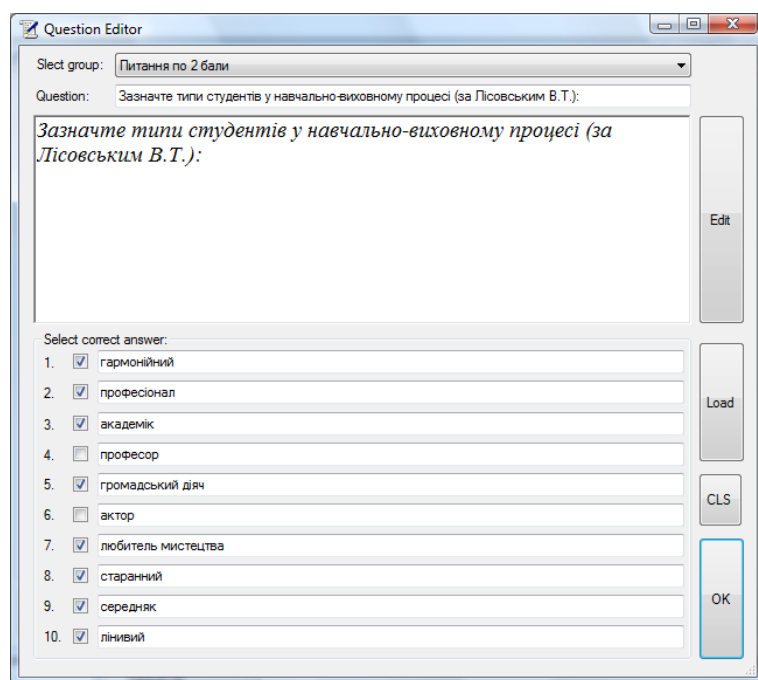 Question Editor
Slect group: Питання по 2 бали
Question: Зазначте типи студентів у навчально-виховному процесі (за Лісовським В.Т.):
Зазначте типи студентів у навчально-виховному процесі (за
Лісовським В.Т.):
Edit
Select correct answer:
1. гармонійний
2. професіонал
Load
3. академік
4. професор
5. громадський діяч
CLS
6. актор
7. любитель мистецтва
8. старанний
9. середняк
OK
10. лінивий